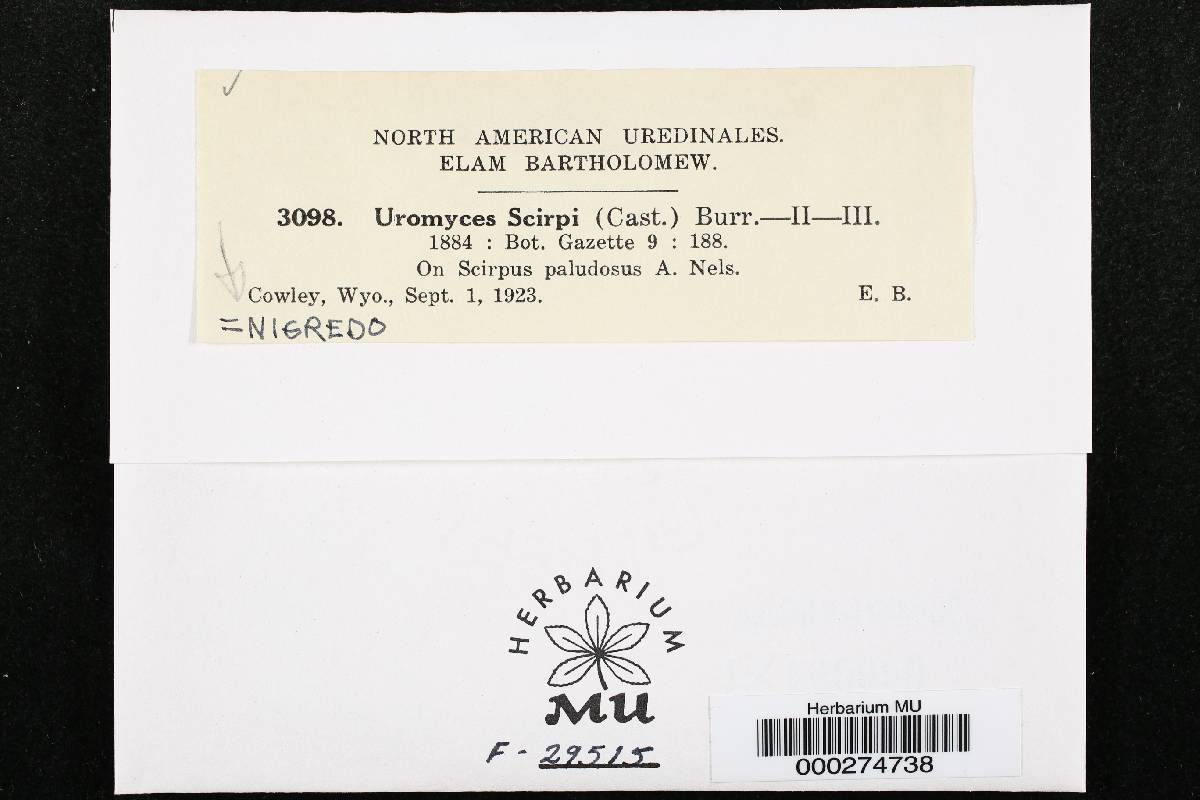 NORTH AMERICAN UREDINALES.
ELAM BARTHOLOMEW.
3098. Uromyces Scirpi (Cast.) Burr.—II—III.
1884 : Bot. Gazette 9 : 188.
On Scirpus paludosus A. Nels.
Cowley, Wyo., Sept. 1, 1923. E. B.
=NIGREDO
HERBARIUM
MU
F-29515
Herbarium MU
000274738